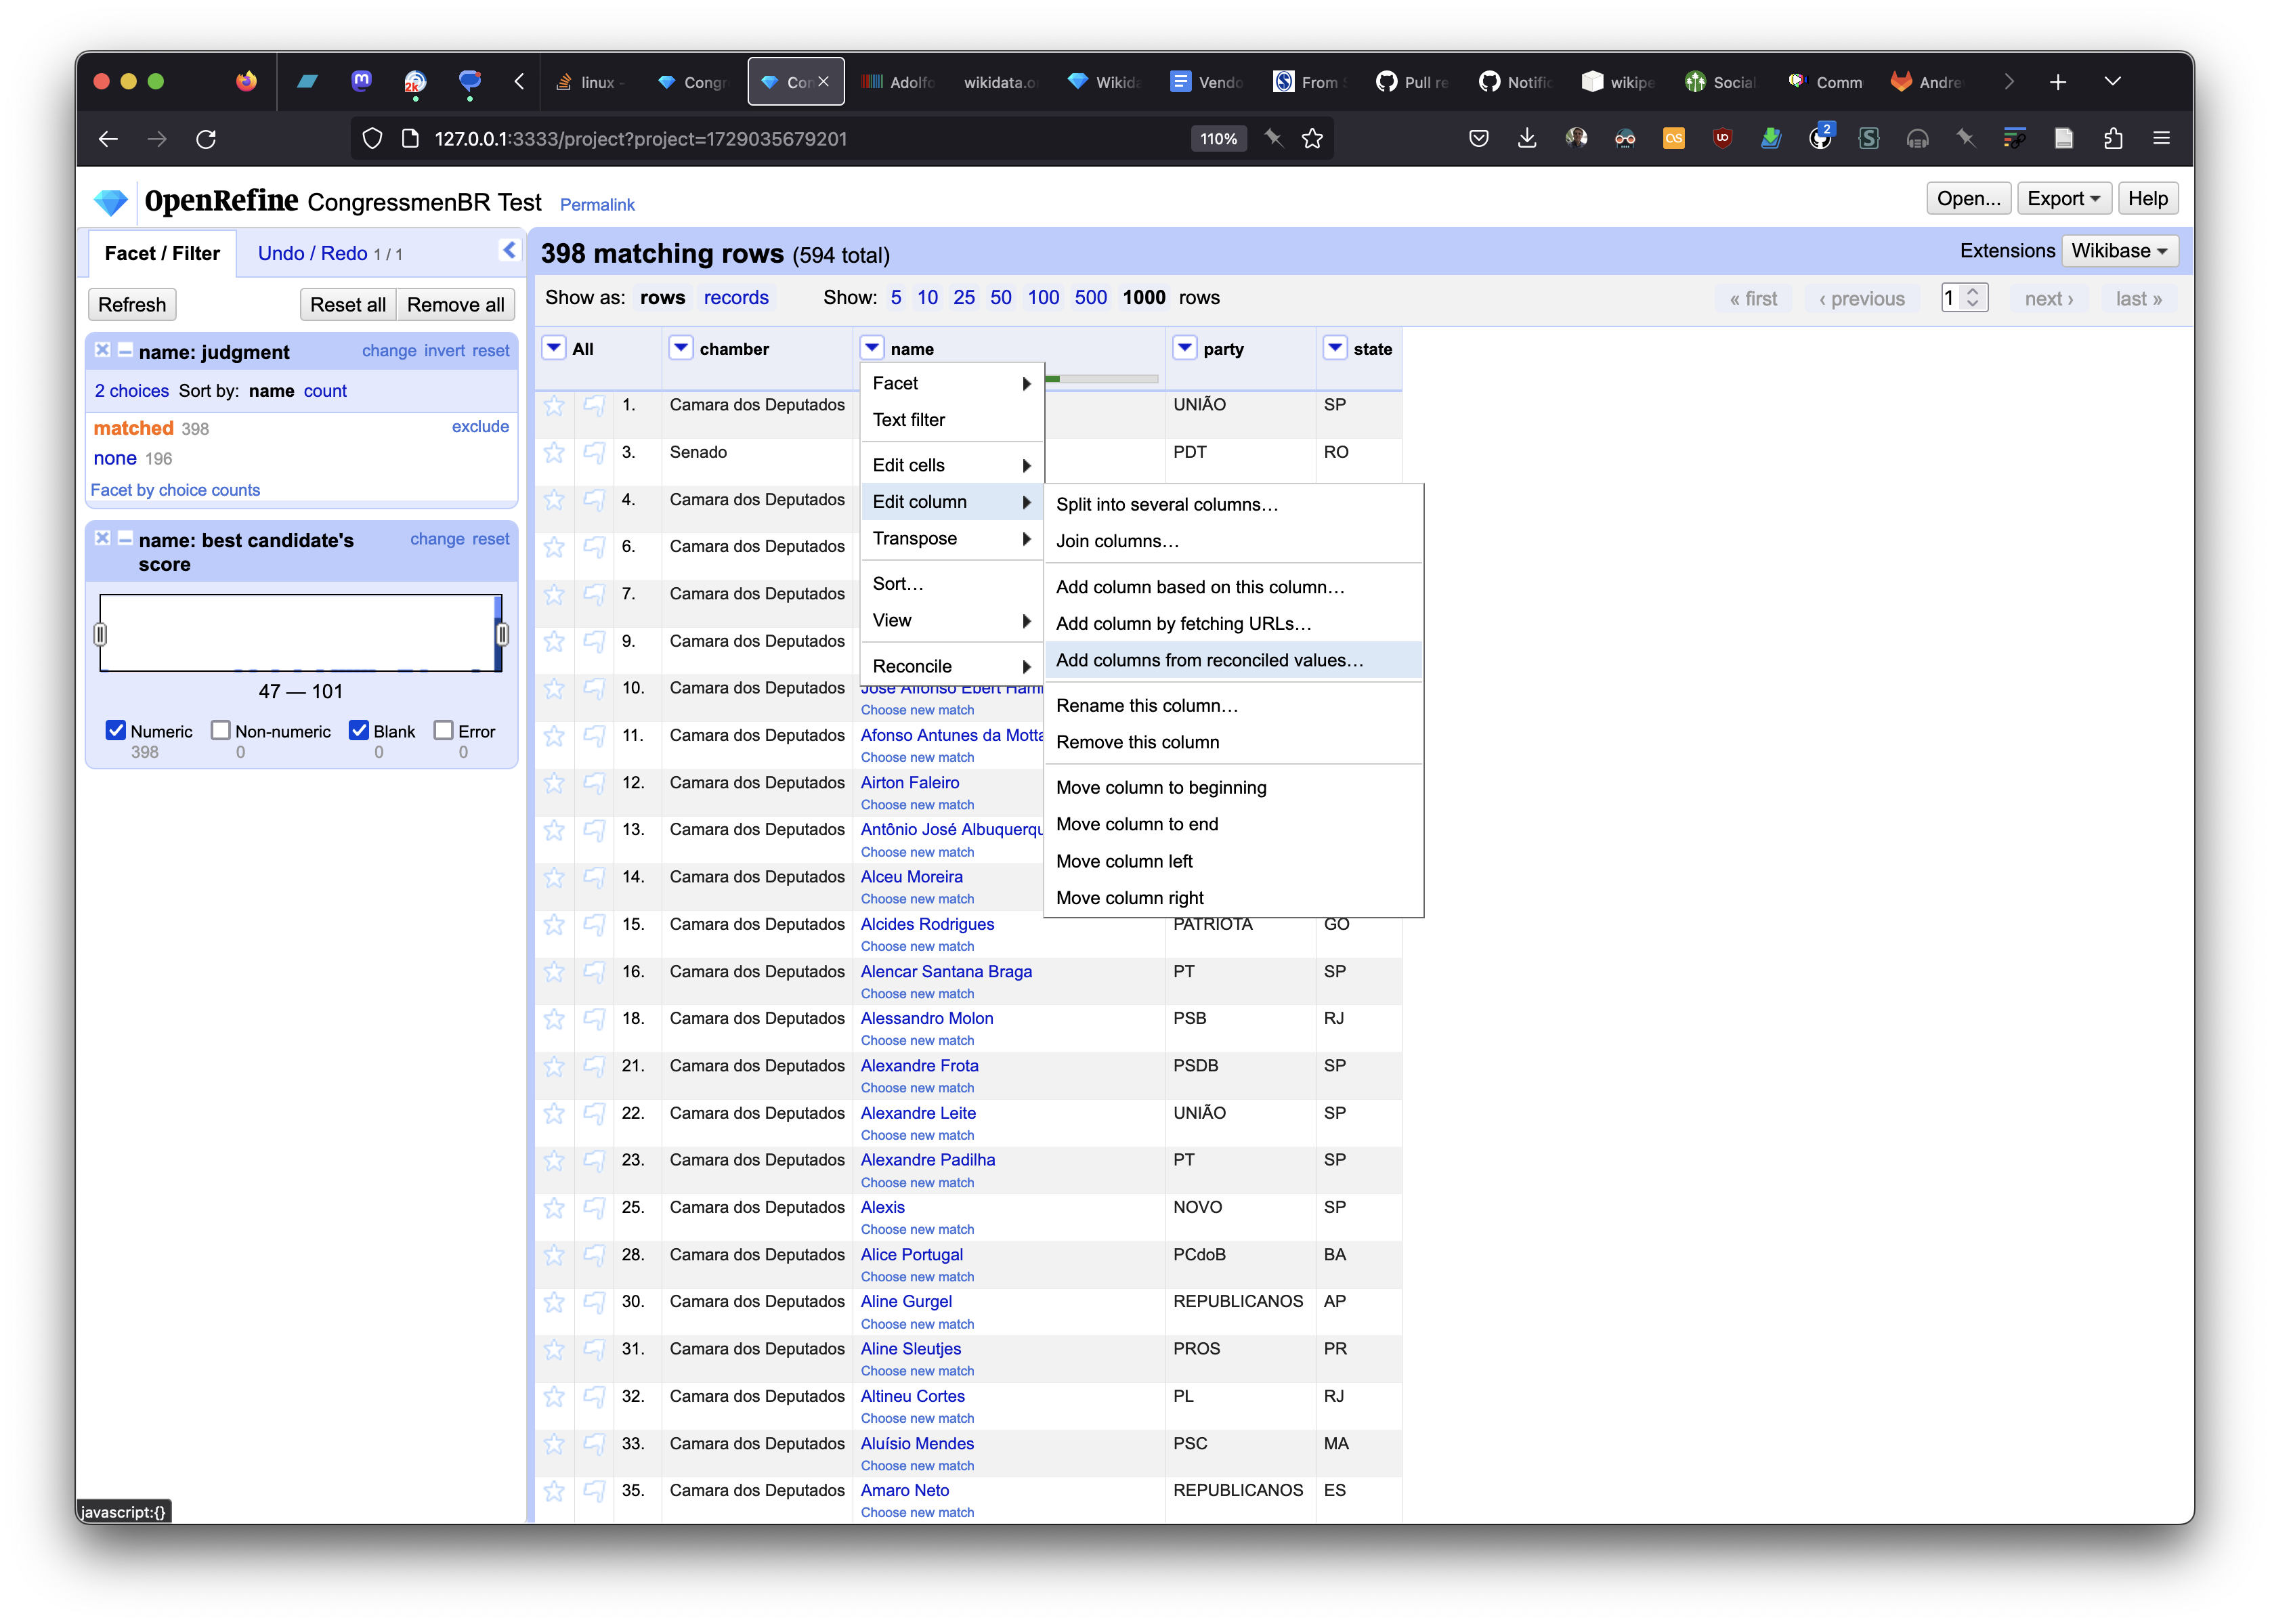 linux -
Congr
Con
Adolfo
wikidata.o
Wikida
Vendo
From S
Pull re
Notific
wikipe
Social
Comm
Andre
127.0.0.1:3333/project?project=1729035679201
110%
2
OpenRefine CongressmenBR Test Permalink
Open... Export Help
Facet / Filter Undo / Redo 1 / 1
398 matching rows (594 total)
Extensions Wikibase
Refresh Reset all Remove all
Show as: rows records Show: 5 10 25 50 100 500 1000 rows
« first ‹ previous 1 next › last »
name: judgment change invert reset
2 choices Sort by: name count
matched 398 exclude
none 196
Facet by choice counts
name: best candidate's score change reset
47 — 101
Numeric 398
Non-numeric 0
Blank 0
Error 0
All chamber name party state
1. Camara dos Deputados UNIÃO SP
3. Senado PDT RO
4. Camara dos Deputados
6. Camara dos Deputados
7. Camara dos Deputados
9. Camara dos Deputados
10. Camara dos Deputados José Affonso Ebert Ham
Choose new match
11. Camara dos Deputados Afonso Antunes da Motta
Choose new match
12. Camara dos Deputados Airton Faleiro
Choose new match
13. Camara dos Deputados Antônio José Albuquerqu
Choose new match
14. Camara dos Deputados Alceu Moreira
Choose new match
15. Camara dos Deputados Alcides Rodrigues PATRIOTA GO
Choose new match
16. Camara dos Deputados Alencar Santana Braga PT SP
Choose new match
18. Camara dos Deputados Alessandro Molon PSB RJ
Choose new match
21. Camara dos Deputados Alexandre Frota PSDB SP
Choose new match
22. Camara dos Deputados Alexandre Leite UNIÃO SP
Choose new match
23. Camara dos Deputados Alexandre Padilha PT SP
Choose new match
25. Camara dos Deputados Alexis NOVO SP
Choose new match
28. Camara dos Deputados Alice Portugal PCdoB BA
Choose new match
30. Camara dos Deputados Aline Gurgel REPUBLICANOS AP
Choose new match
31. Camara dos Deputados Aline Sleutjes PROS PR
Choose new match
32. Camara dos Deputados Altineu Cortes PL RJ
Choose new match
33. Camara dos Deputados Aluísio Mendes PSC MA
Choose new match
35. Camara dos Deputados Amaro Neto REPUBLICANOS ES
Choose new match
Facet
Text filter
Edit cells
Edit column
Transpose
Sort…
View
Reconcile
Split into several columns…
Join columns…
Add column based on this column…
Add column by fetching URLs…
Add columns from reconciled values…
Rename this column…
Remove this column
Move column to beginning
Move column to end
Move column left
Move column right
javascript:{}